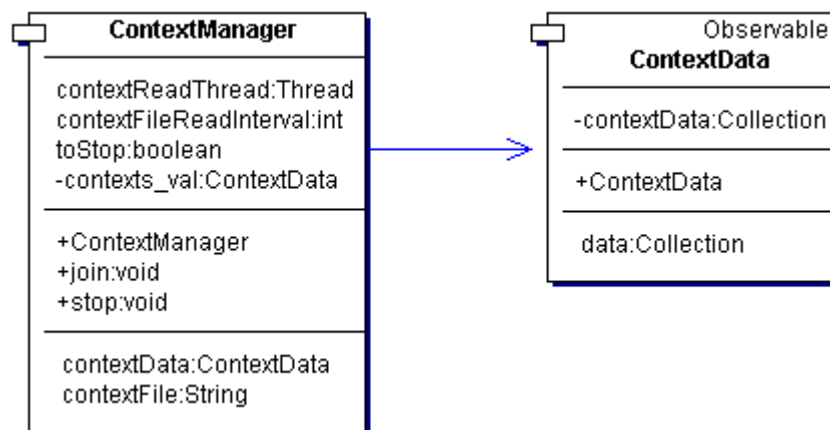 ContextManager
contextReadThread:Thread
contextFileReadInterval:int
toStop:boolean
-contexts_val:ContextData
+ContextManager
+join:void
+stop:void
contextData:ContextData
contextFile:String
Observable
ContextData
-contextData:Collection
+ContextData
data:Collection